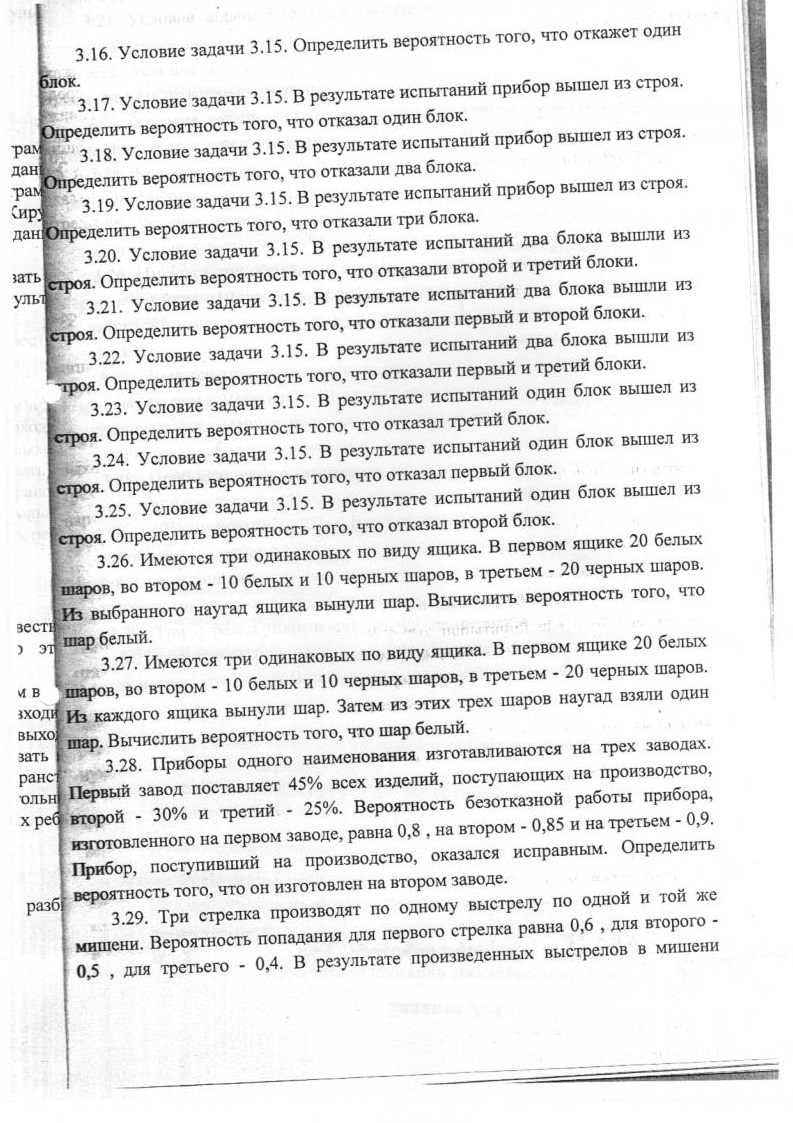 3.16. Условие задачи 3.15. Определить вероятность того, что откажет один
блок.
3.17. Условие задачи 3.15. В результате испытаний прибор вышел из строя.
Определить вероятность того, что отказал один блок.
3.18. Условие задачи 3.15. В результате испытаний прибор вышел из строя.
Определить вероятность того, что отказали два блока.
3.19. Условие задачи 3.15. В результате испытаний прибор вышел из строя.
Определить вероятность того, что отказали три блока.
3.20. Условие задачи 3.15. В результате испытаний два блока вышли из
строя. Определить вероятность того, что отказали второй и третий блоки.
3.21. Условие задачи 3.15. В результате испытаний два блока вышли из
строя. Определить вероятность того, что отказали первый и второй блоки.
3.22. Условие задачи 3.15. В результате испытаний два блока вышли из
строя. Определить вероятность того, что отказали первый и третий блоки.
3.23. Условие задачи 3.15. В результате испытаний один блок вышел из
строя. Определить вероятность того, что отказал третий блок.
3.24. Условие задачи 3.15. В результате испытаний один блок вышел из
строя. Определить вероятность того, что отказал первый блок.
3.25. Условие задачи 3.15. В результате испытаний один блок вышел из
строя. Определить вероятность того, что отказал второй блок.
3.26. Имеются три одинаковых по виду ящика. В первом ящике 20 белых
шаров, во втором - 10 белых и 10 черных шаров, в третьем - 20 черных шаров.
Из выбранного наугад ящика вынули шар. Вычислить вероятность того, что
шар белый.
3.27. Имеются три одинаковых по виду ящика. В первом ящике 20 белых
шаров, во втором - 10 белых и 10 черных шаров, в третьем - 20 черных шаров.
Из каждого ящика вынули шар. Затем из этих трех шаров наугад взяли один
шар. Вычислить вероятность того, что шар белый.
3.28. Приборы одного наименования изготавливаются на трех заводах.
Первый завод поставляет 45% всех изделий, поступающих на производство,
второй - 30% и третий - 25%. Вероятность безотказной работы прибора,
изготовленного на первом заводе, равна 0,8 , на втором - 0,85 и на третьем - 0,9.
Прибор, поступивший на производство, оказался исправным. Определить
вероятность того, что он изготовлен на втором заводе.
3.29. Три стрелка производят по одному выстрелу по одной и той же
мишени. Вероятность попадания для первого стрелка равна 0,6 , для второго -
0,5 , для третьего - 0,4. В результате произведенных выстрелов в мишени